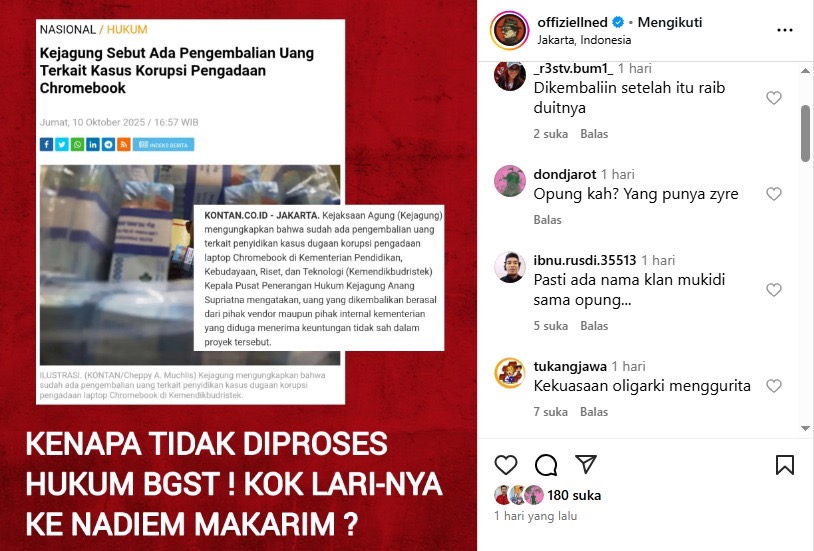 NASIONAL / HUKUM
Kejagung Sebut Ada Pengembalian Uang
Terkait Kasus Korupsi Pengadaan
Chromebook
Jumat, 10 Oktober 2025 / 16:57 WIB
INDEKS BERITA
KONTAN.CO.ID - JAKARTA. Kejaksaan Agung (Kejagung)
mengungkapkan bahwa sudah ada pengembalian uang
terkait penyidikan kasus dugaan korupsi pengadaan
laptop Chromebook di Kementerian Pendidikan,
Kebudayaan, Riset, dan Teknologi (Kemendikbudristek)
Kepala Pusat Penerangan Hukum Kejagung Anang
Supriatna mengatakan, uang yang dikembalikan berasal
dari pihak vendor maupun pihak internal kementerian
yang diduga menerima keuntungan tidak sah dalam
proyek tersebut.
ILUSTRASI. (KONTAN/Cheppy A. Muchlis) Kejagung mengungkapkan bahwa
sudah ada pengembalian uang terkait penyidikan kasus dugaan korupsi
pengadaan laptop Chromebook di Kemendikbudristek.
KENAPA TIDAK DIPROSES
HUKUM BGST ! KOK LARI-NYA
KE NADIEM MAKARIM ?
offiziellned • Mengikuti
Jakarta, Indonesia
_r3stv.bum1_ 1 hari
Dikembaliin setelah itu raib
duitnya
2 suka Balas
dondjarot 1 hari
Opung kah? Yang punya zyre
Balas
ibnu.rusdi.35513 1 hari
Pasti ada nama klan mukidi
sama opung...
5 suka Balas
tukangjawa 1 hari
Kekuasaan oligarki menggurita
7 suka Balas
180 suka
1 hari yang lalu